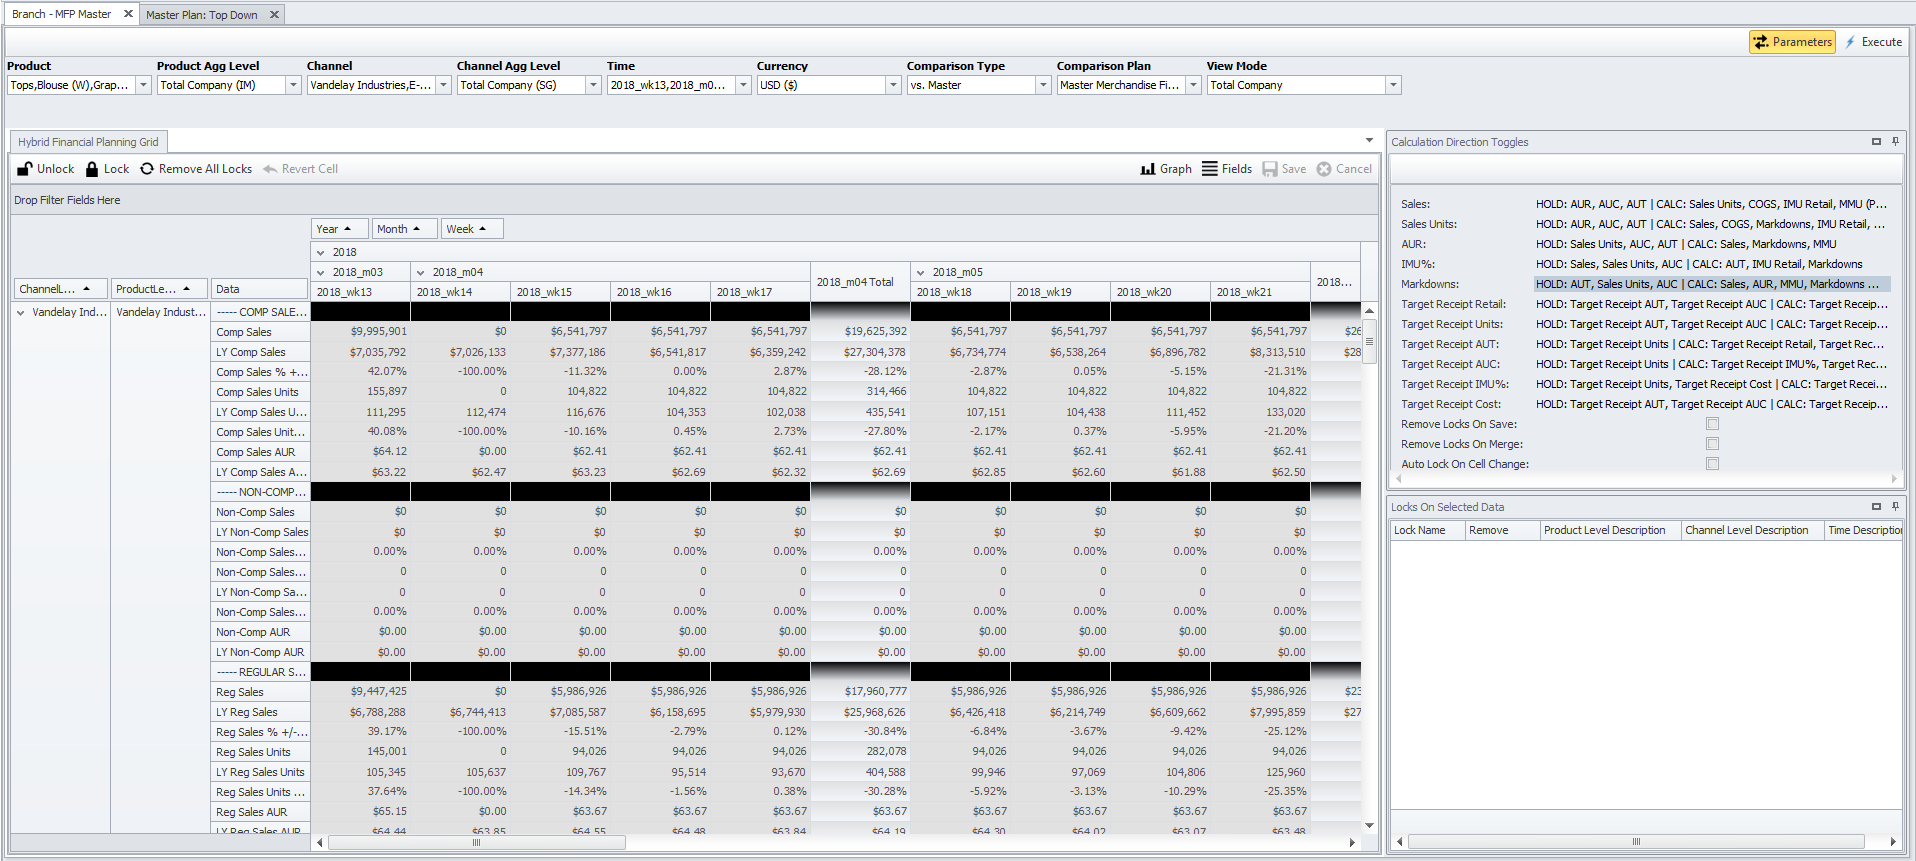 Branch - MFP Master
Master Plan: Top Down
Parameters Execute
Product Product Agg Level Channel Channel Agg Level Time Currency Comparison Type Comparison Plan View Mode
Tops,Blouse (W),Grap... Total Company (IM) Vandelay Industries,E-... Total Company (SG) 2018_wk13,2018_m0... USD ($) vs. Master Master Merchandise Fi... Total Company
Hybrid Financial Planning Grid
Unlock Lock Remove All Locks Revert Cell Graph Fields Save Cancel
Drop Filter Fields Here
Year Month Week
2018
2018_m03 2018_m04 2018_m04 Total 2018_m05 2018...
ChannelL... ProductLe... Data 2018_wk13 2018_wk14 2018_wk15 2018_wk16 2018_wk17 2018_wk18 2018_wk19 2018_wk20 2018_wk21
Vandelay Ind... Vandelay Indust... ----- COMP SALE...
Comp Sales $9,995,901 $0 $6,541,797 $6,541,797 $6,541,797 $19,625,392 $6,541,797 $6,541,797 $6,541,797 $6,541,797 $26
LY Comp Sales $7,035,792 $7,026,133 $7,377,186 $6,541,817 $6,359,242 $27,304,378 $6,734,774 $6,538,264 $6,896,782 $8,313,510 $28
Comp Sales % +... 42.07% -100.00% -11.32% 0.00% 2.87% -28.12% -2.87% 0.05% -5.15% -21.31%
Comp Sales Units 155,897 0 104,822 104,822 104,822 314,466 104,822 104,822 104,822 104,822
LY Comp Sales U... 111,295 112,474 116,676 104,353 102,038 435,541 107,151 104,438 111,452 133,020
Comp Sales Unit... 40.08% -100.00% -10.16% 0.45% 2.73% -27.80% -2.17% 0.37% -5.95% -21.20%
Comp Sales AUR $64.12 $0.00 $62.41 $62.41 $62.41 $62.41 $62.41 $62.41 $62.41 $62.41
LY Comp Sales A... $63.22 $62.47 $63.23 $62.69 $62.32 $62.69 $62.85 $62.60 $61.88 $62.50
----- NON-COMP...
Non-Comp Sales $0 $0 $0 $0 $0 $0 $0 $0 $0 $0
LY Non-Comp Sales $0 $0 $0 $0 $0 $0 $0 $0 $0 $0
Non-Comp Sales... 0.00% 0.00% 0.00% 0.00% 0.00% 0.00% 0.00% 0.00% 0.00% 0.00%
Non-Comp Sales... 0 0 0 0 0 0 0 0 0 0
LY Non-Comp Sa... 0 0 0 0 0 0 0 0 0 0
Non-Comp Sales... 0.00% 0.00% 0.00% 0.00% 0.00% 0.00% 0.00% 0.00% 0.00% 0.00%
Non-Comp AUR $0.00 $0.00 $0.00 $0.00 $0.00 $0.00 $0.00 $0.00 $0.00 $0.00
LY Non-Comp AUR $0.00 $0.00 $0.00 $0.00 $0.00 $0.00 $0.00 $0.00 $0.00 $0.00
----- REGULAR S...
Reg Sales $9,447,425 $0 $5,986,926 $5,986,926 $5,986,926 $17,960,777 $5,986,926 $5,986,926 $5,986,926 $5,986,926 $23
LY Reg Sales $6,788,288 $6,744,413 $7,085,587 $6,158,695 $5,979,930 $25,968,626 $6,426,418 $6,214,749 $6,609,662 $7,995,859 $27
Reg Sales % +/-... 39.17% -100.00% -15.51% -2.79% 0.12% -30.84% -6.84% -3.67% -9.42% -25.12%
Reg Sales Units 145,001 0 94,026 94,026 94,026 282,078 94,026 94,026 94,026 94,026
LY Reg Sales Units 105,345 105,637 109,767 95,514 93,670 404,588 99,946 97,069 104,806 125,960
Reg Sales Units ... 37.64% -100.00% -14.34% -1.56% 0.38% -30.28% -5.92% -3.13% -10.29% -25.35%
Reg Sales AUR $65.15 $0.00 $63.67 $63.67 $63.67 $63.67 $63.67 $63.67 $63.67 $63.67
LY Reg Sales AUR $64.44 $63.85 $64.55 $64.48 $63.84 $64.19 $64.30 $64.02 $63.07 $63.48
Calculation Direction Toggles
Sales: HOLD: AUR, AUC, AUT | CALC: Sales Units, COGS, IMU Retail, MMU (P...
Sales Units: HOLD: AUR, AUC, AUT | CALC: Sales, COGS, Markdowns, IMU Retail, ...
AUR: HOLD: Sales Units, AUC, AUT | CALC: Sales, Markdowns, MMU
IMU%: HOLD: Sales, Sales Units, AUC | CALC: AUT, IMU Retail, Markdowns
Markdowns: HOLD: AUT, Sales Units, AUC | CALC: Sales, AUR, MMU, Markdowns ...
Target Receipt Retail: HOLD: Target Receipt AUT, Target Receipt AUC | CALC: Target Receip...
Target Receipt Units: HOLD: Target Receipt AUT, Target Receipt AUC | CALC: Target Receip...
Target Receipt AUT: HOLD: Target Receipt Units | CALC: Target Receipt Retail, Target Rec...
Target Receipt AUC: HOLD: Target Receipt Units | CALC: Target Receipt IMU%, Target Rec...
Target Receipt IMU%: HOLD: Target Receipt Units, Target Receipt Cost | CALC: Target Recei...
Target Receipt Cost: HOLD: Target Receipt AUT, Target Receipt AUC | CALC: Target Receip...
Remove Locks On Save:
Remove Locks On Merge:
Auto Lock On Cell Change:
Locks On Selected Data
Lock Name Remove Product Level Description Channel Level Description Time Description